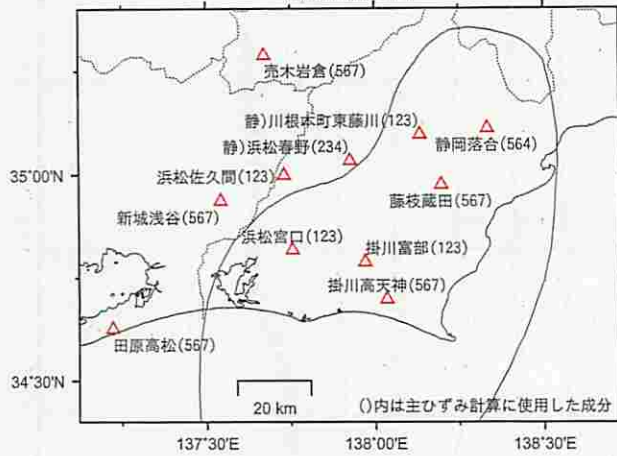 売木岩倉(567)
静)川根本町東藤川(123)
静)浜松春野(234)
静岡落合(564)
浜松佐久間(123)
35°00'N
藤枝蔵田(567)
新城浅谷(567)
浜松宮口(123)
掛川富部(123)
掛川高天神(567)
田原高松(567)
34°30'N
20 km
()内は主ひずみ計算に使用した成分
137°30'E
138°00'E
138°30'E